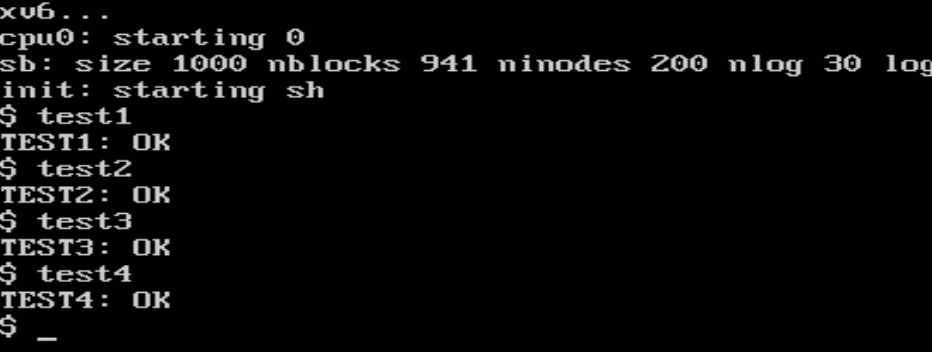 xv6...
cpu0: starting 0
sb: size 1000 nblocks 941 ninodes 200 nlog 30 log
init: starting sh
$ test1
TEST1: OK
$ test2
TEST2: OK
$ test3
TEST3: OK
$ test4
TEST4: OK
$ _